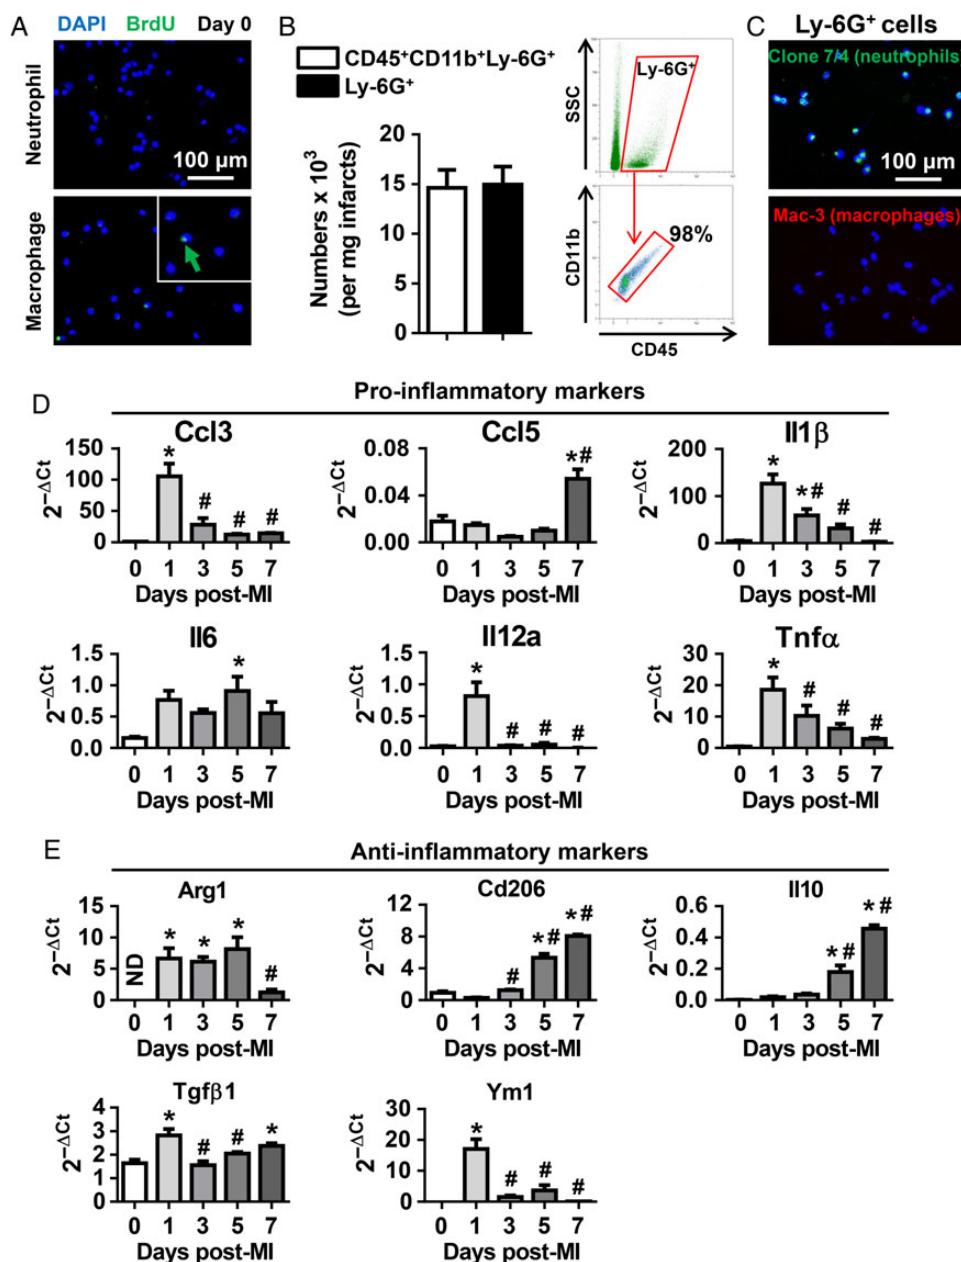 A
DAPI BrdU Day 0
Neutrophil
100 µm
Macrophage
B
CD45⁺CD11b⁺Ly-6G⁺
Ly-6G⁺
Numbers x 10³
(per mg infarcts)
20
15
10
5
0
SSC
Ly-6G⁺
CD11b
98%
CD45
C
Ly-6G⁺ cells
Clone 7/4 (neutrophils)
100 µm
Mac-3 (macrophages)
D
Pro-inflammatory markers
Ccl3
2⁻ΔCt
150
100
50
0
*
#
#
#
0 1 3 5 7
Days post-MI
Ccl5
2⁻ΔCt
0.08
0.04
0.00
*#
0 1 3 5 7
Days post-MI
Il1β
2⁻ΔCt
200
100
0
*
*#
#
#
0 1 3 5 7
Days post-MI
Il6
2⁻ΔCt
1.5
1.0
0.5
0.0
*
0 1 3 5 7
Days post-MI
Il12a
2⁻ΔCt
1.5
1.0
0.5
0.0
*
#
#
#
0 1 3 5 7
Days post-MI
Tnfα
2⁻ΔCt
30
20
10
0
*
#
#
#
0 1 3 5 7
Days post-MI
E
Anti-inflammatory markers
Arg1
2⁻ΔCt
15
10
5
0
ND
*
*
*
#
0 1 3 5 7
Days post-MI
Cd206
2⁻ΔCt
12
8
4
0
#
*#
*#
0 1 3 5 7
Days post-MI
Il10
2⁻ΔCt
0.6
0.4
0.2
0.0
*#
*#
0 1 3 5 7
Days post-MI
Tgfβ1
2⁻ΔCt
4
3
2
1
0
*
#
#
*
0 1 3 5 7
Days post-MI
Ym1
2⁻ΔCt
30
20
10
0
*
#
#
#
0 1 3 5 7
Days post-MI